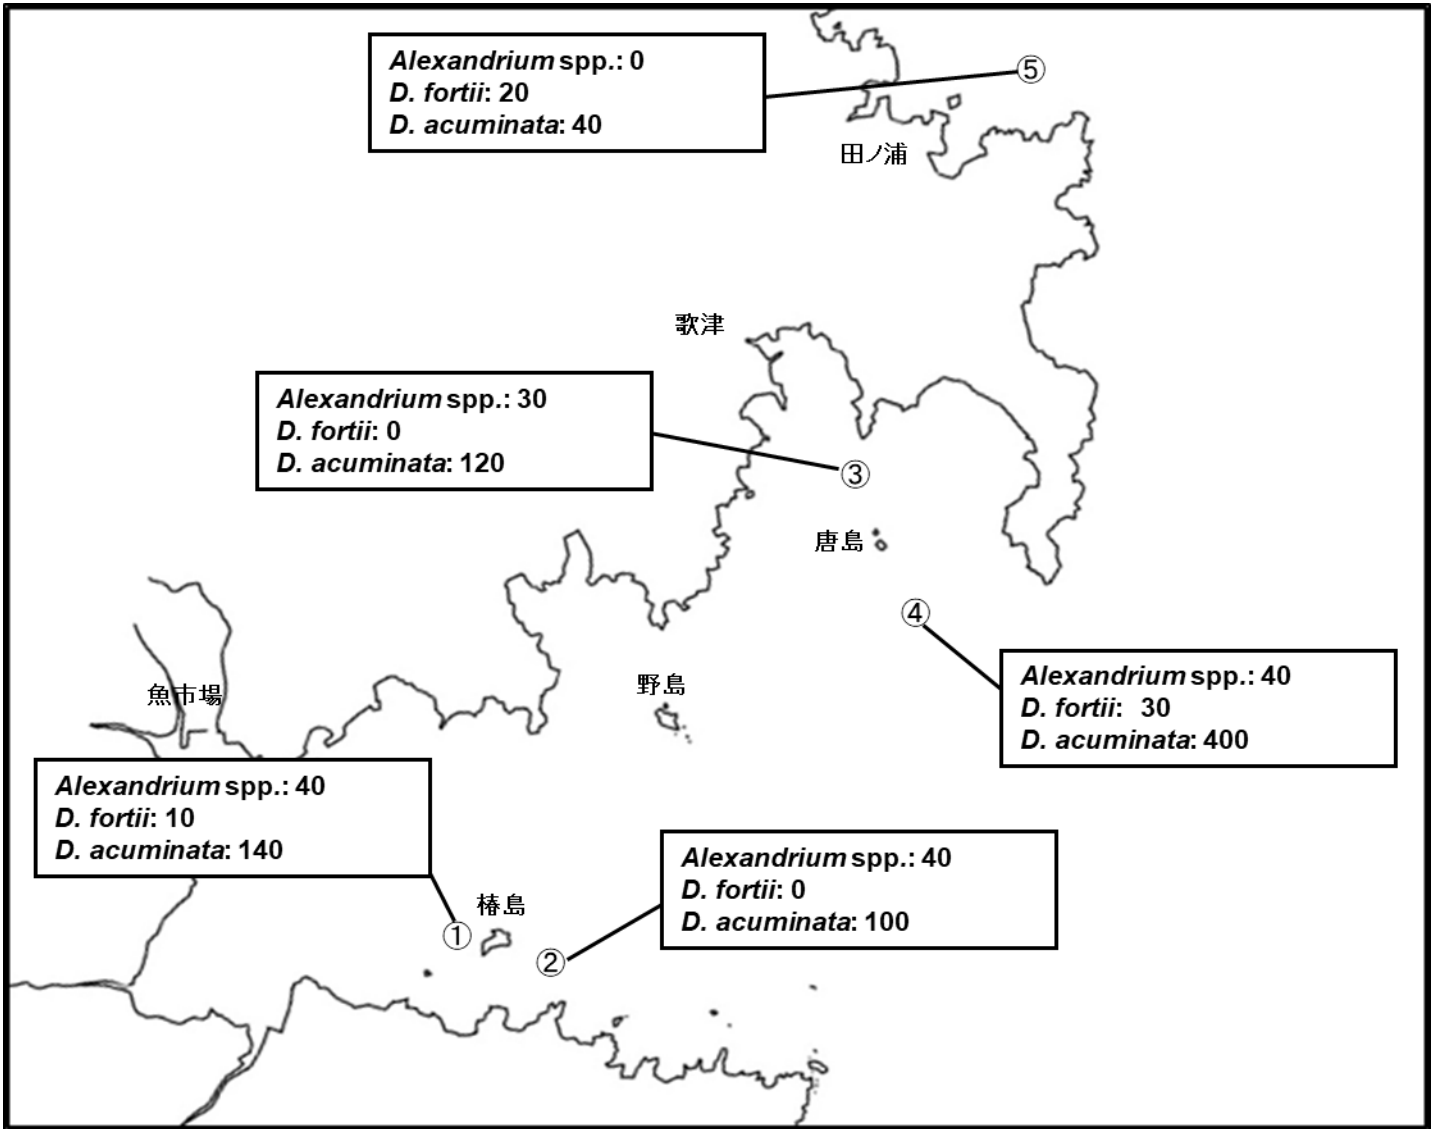 Alexandrium spp.: 0
D. fortii: 20
D. acuminata: 40
⑤
田ノ浦
歌津
Alexandrium spp.: 30
D. fortii: 0
D. acuminata: 120
③
唐島
④
Alexandrium spp.: 40
D. fortii: 30
D. acuminata: 400
野島
魚市場
Alexandrium spp.: 40
D. fortii: 10
D. acuminata: 140
椿島
①
②
Alexandrium spp.: 40
D. fortii: 0
D. acuminata: 100